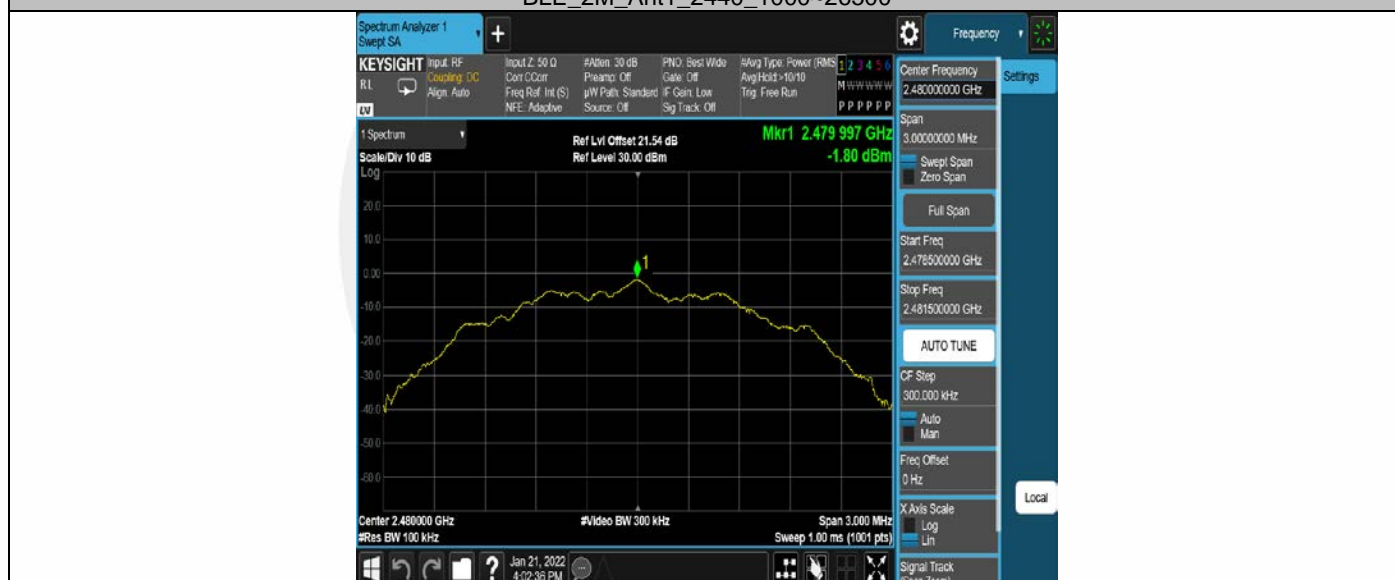 BLE_2M_Ant1_2440_1000~26500
Spectrum Analyzer 1
Swept SA
+
Frequency
KEYSIGHT
RL
Input: RF
Coupling: DC
Align: Auto
Input Z: 50 Ω
Corr CCorr
Freq Ref: Int (S)
NFE: Adaptive
#Atten: 30 dB
Preamp: Off
µW Path: Standard
Source: Off
PNO: Best Wide
Gate: Off
IF Gain: Low
Sig Track: Off
#Avg Type: Power (RMS
Avg|Hold:>10/10
Trig: Free Run
1 2 3 4 5 6
M W W W W W
P P P P P P
1 Spectrum
Scale/Div 10 dB
Log
Ref Lvl Offset 21.54 dB
Ref Level 30.00 dBm
Mkr1 2.479 997 GHz
-1.80 dBm
20.0
10.0
0.00
-10.0
-20.0
-30.0
-40.0
-50.0
-60.0
1
Center 2.480000 GHz
#Res BW 100 kHz
#Video BW 300 kHz
Span 3.000 MHz
Sweep 1.00 ms (1001 pts)
?
Jan 21, 2022
4:02:36 PM
Center Frequency
2.480000000 GHz
Span
3.00000000 MHz
Swept Span
Zero Span
Full Span
Start Freq
2.478500000 GHz
Stop Freq
2.481500000 GHz
AUTO TUNE
CF Step
300.000 kHz
Auto
Man
Freq Offset
0 Hz
X Axis Scale
Log
Lin
Signal Track
Settings
Local